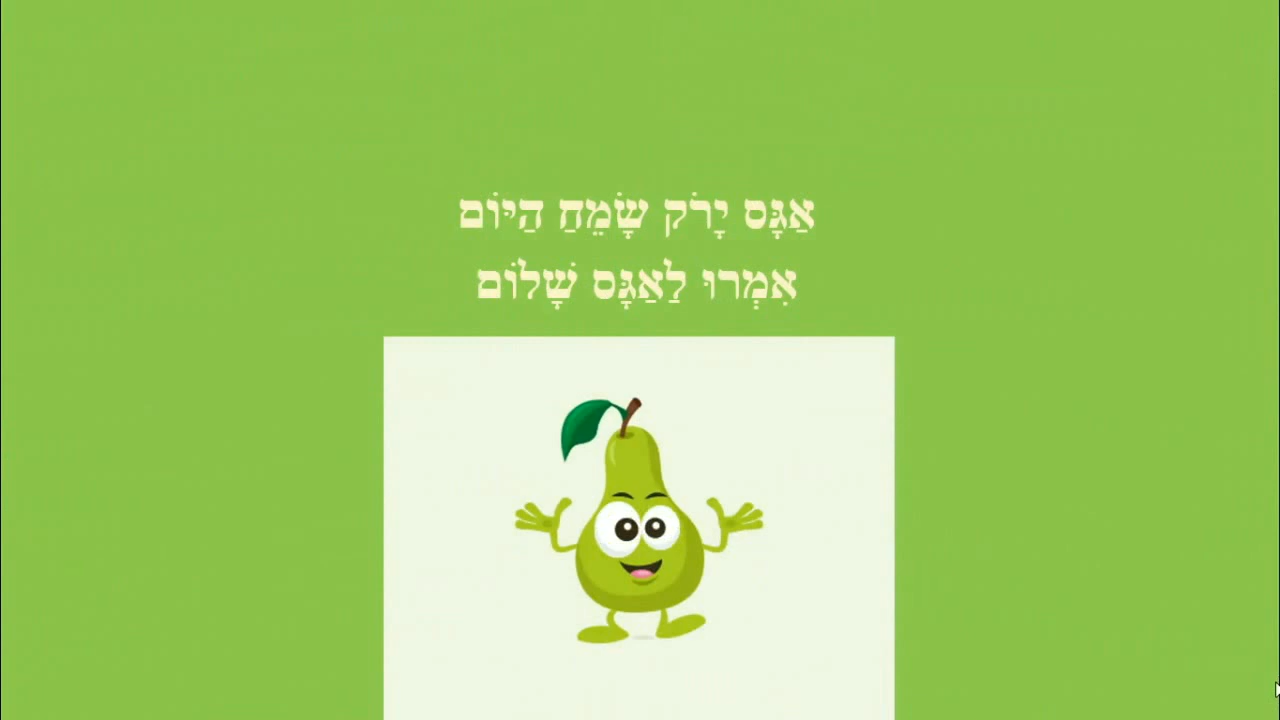 אַגָּס יָרֹק שָׂמֵחַ הַיּוֹם
אִמְרוּ לַאַגָּס שָׁלוֹם